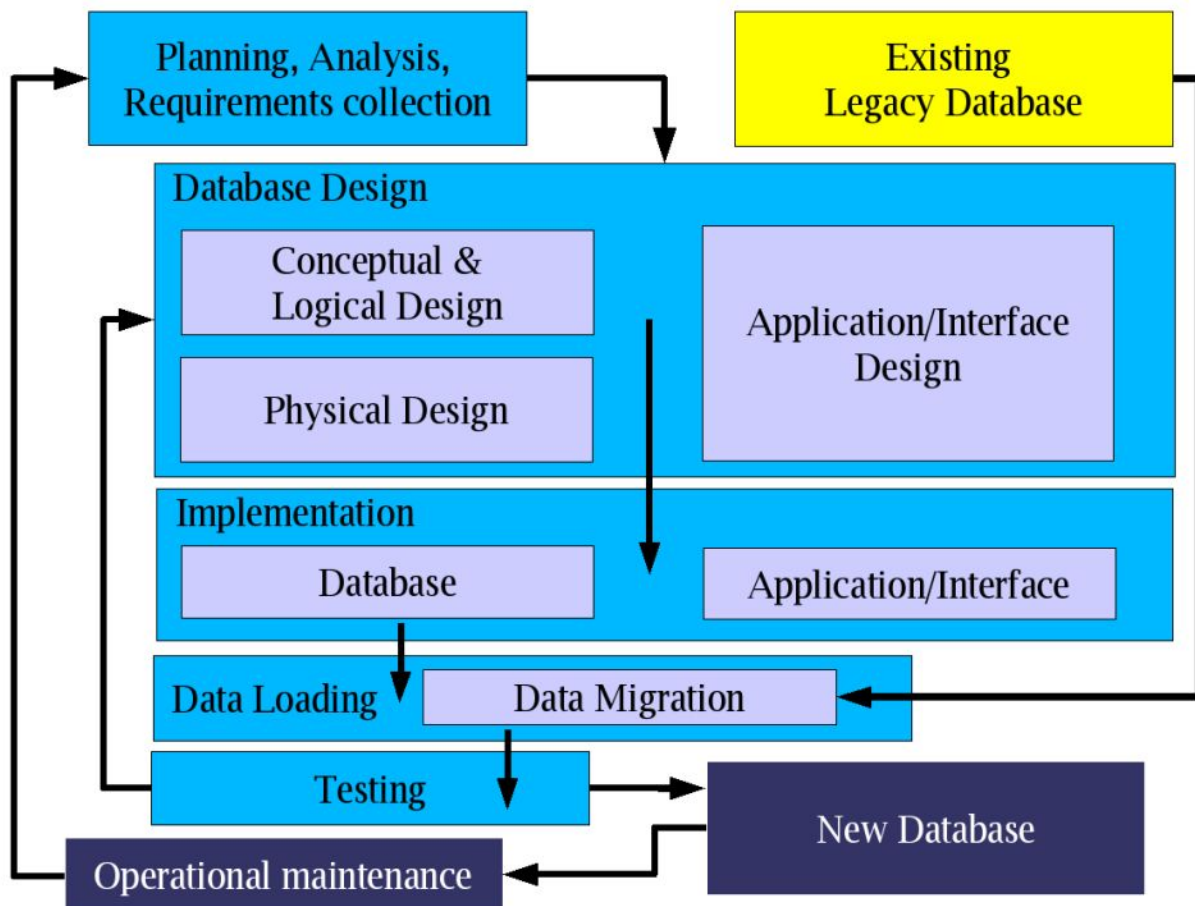 Planning, Analysis,
Requirements collection
Existing
Legacy Database
Database Design
Conceptual &
Logical Design
Application/Interface
Design
Physical Design
Implementation
Database
Application/Interface
Data Loading
Data Migration
Testing
New Database
Operational maintenance